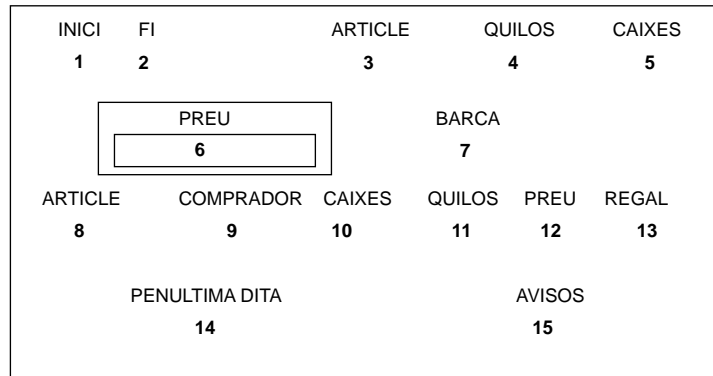 INICI FI ARTICLE QUILOS CAIXES
1 2 3 4 5
PREU BARCA
6 7
ARTICLE COMPRADOR CAIXES QUILOS PREU REGAL
8 9 10 11 12 13
PENULTIMA DITA AVISOS
14 15